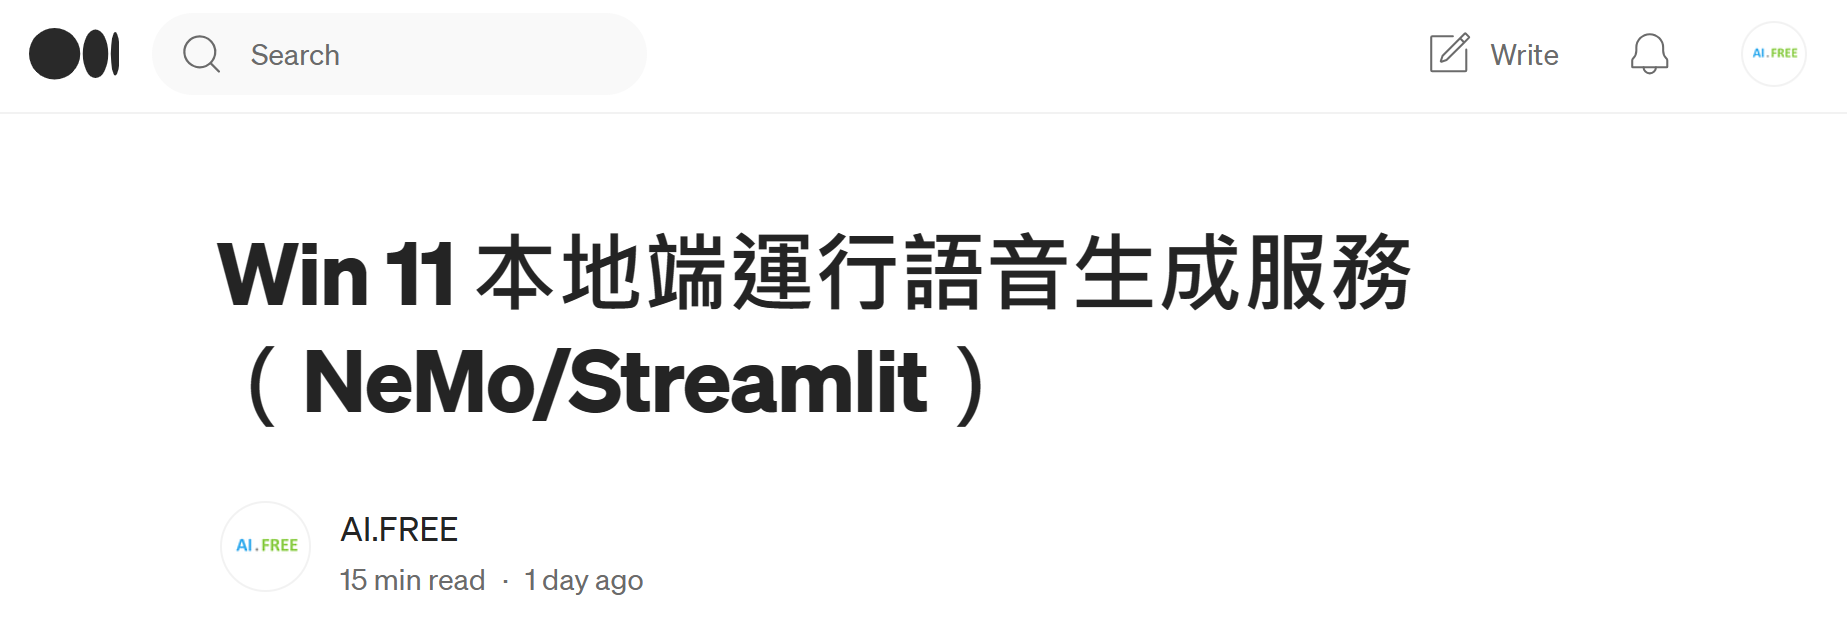 Search
Write
AI.FREE
Win 11 本地端運行語音生成服務
（NeMo/Streamlit）
AI.FREE
AI.FREE
15 min read · 1 day ago